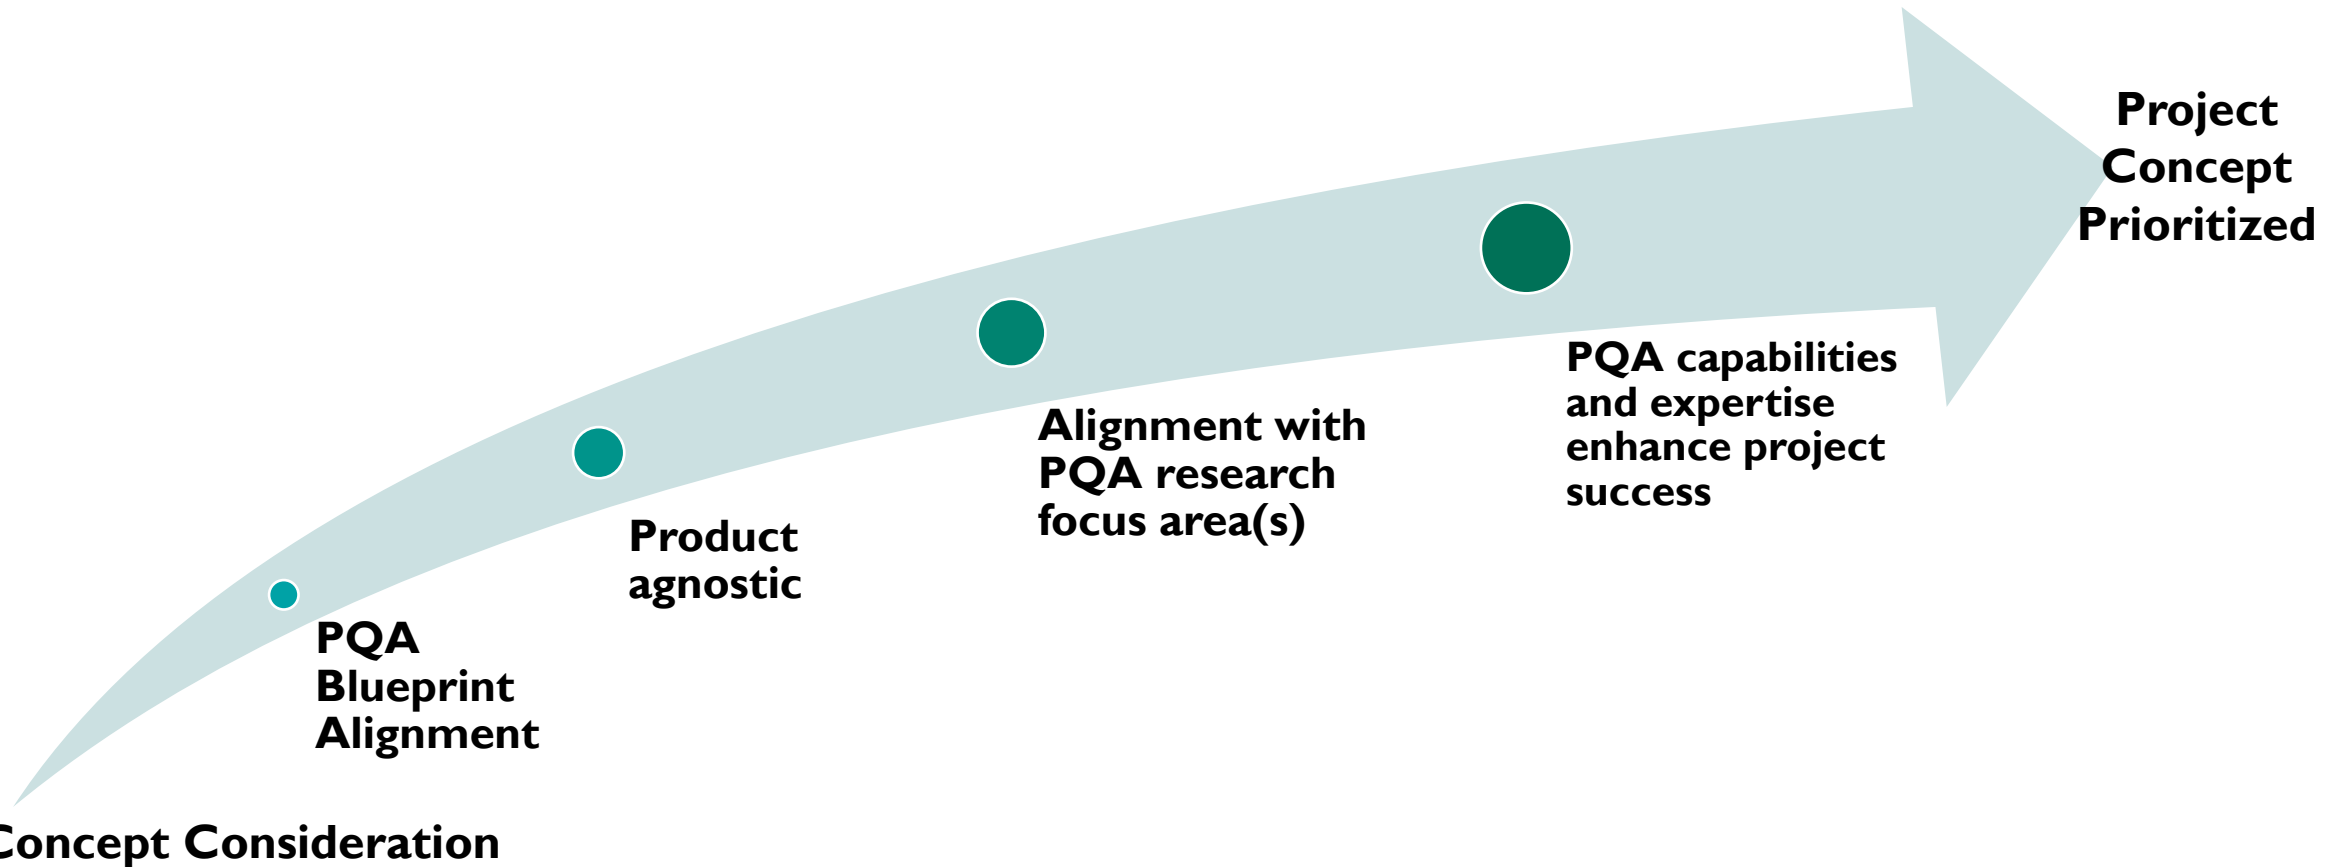 Project
Concept
Prioritized
PQA capabilities
and expertise
enhance project
success
Alignment with
PQA research
focus area(s)
Product
agnostic
PQA
Blueprint
Alignment
Concept Consideration